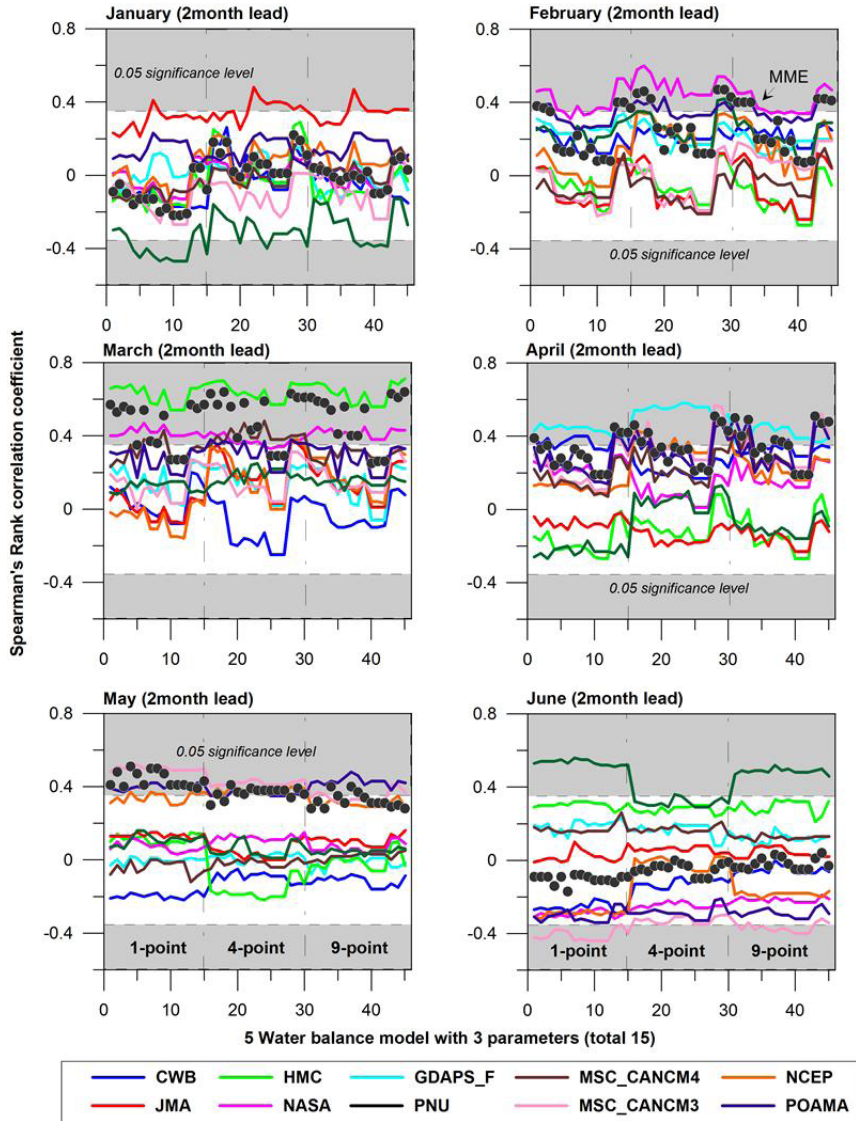 January (2month lead)
February (2month lead)
0.8
0.4
0
-0.4
0.05 significance level
0 10 20 30 40
0.8
0.4
0
-0.4
MME
0.05 significance level
0 10 20 30 40
March (2month lead)
April (2month lead)
0.8
0.4
0
-0.4
0 10 20 30 40
0.8
0.4
0
-0.4
0.05 significance level
0 10 20 30 40
Spearman's Rank correlation coefficient
May (2month lead)
June (2month lead)
0.8
0.4
0
-0.4
0.05 significance level
1-point 4-point 9-point
0 10 20 30 40
0.8
0.4
0
-0.4
1-point 4-point 9-point
0 10 20 30 40
5 Water balance model with 3 parameters (total 15)
CWB HMC GDAPS_F MSC_CANCM4 NCEP
JMA NASA PNU MSC_CANCM3 POAMA